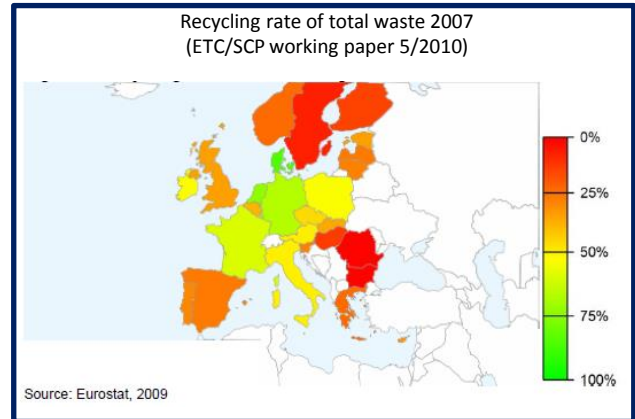 Recycling rate of total waste 2007
(ETC/SCP working paper 5/2010)
0%
25%
50%
75%
100%
Source: Eurostat, 2009